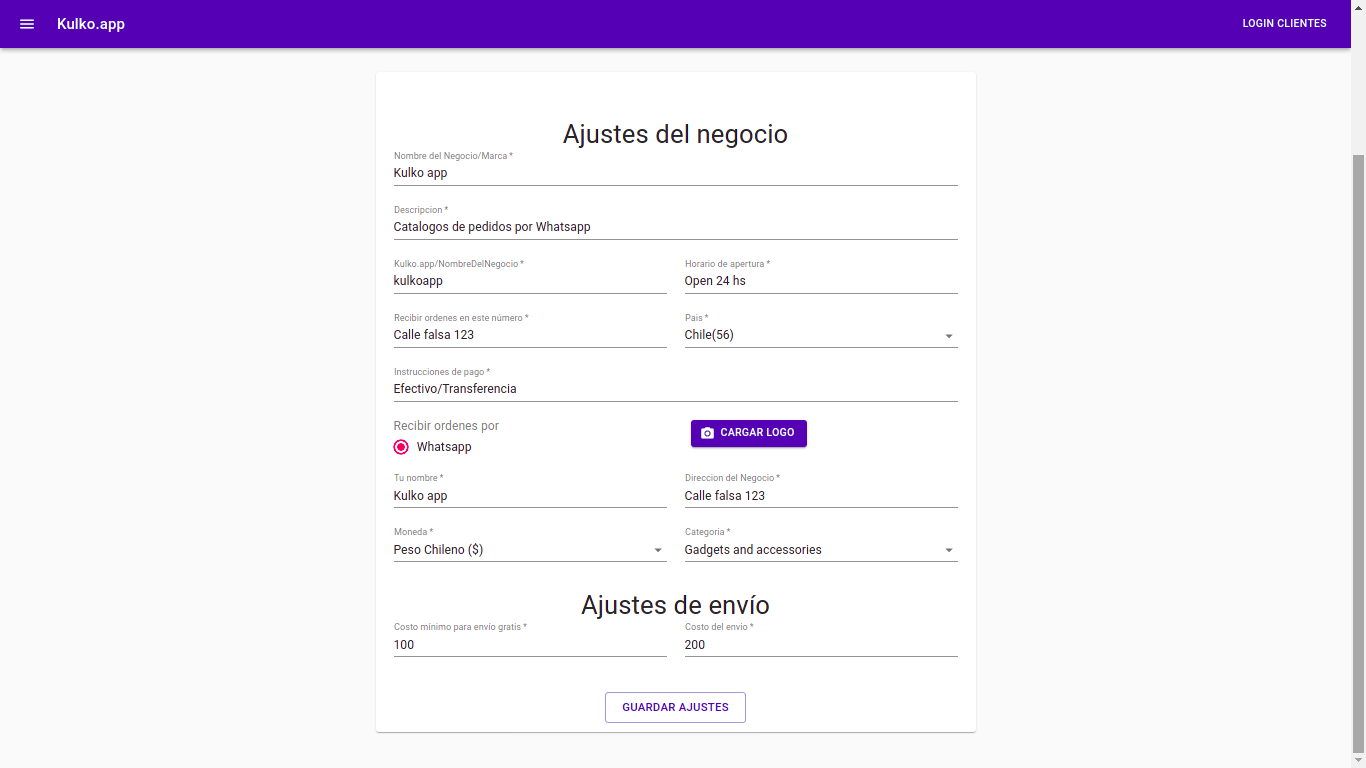 Kulko.app
LOGIN CLIENTES
Ajustes del negocio
Nombre del Negocio/Marca *
Kulko app
Descripcion *
Catalogos de pedidos por Whatsapp
Kulko.app/NombreDelNegocio *
kulkoapp
Horario de apertura *
Open 24 hs
Recibir ordenes en este número *
Calle falsa 123
Pais *
Chile(56)
Instrucciones de pago *
Efectivo/Transferencia
Recibir ordenes por
Whatsapp
CARGAR LOGO
Tu nombre *
Kulko app
Direccion del Negocio *
Calle falsa 123
Moneda *
Peso Chileno ($)
Categoria *
Gadgets and accessories
Ajustes de envío
Costo mínimo para envío gratis *
100
Costo del envio *
200
GUARDAR AJUSTES